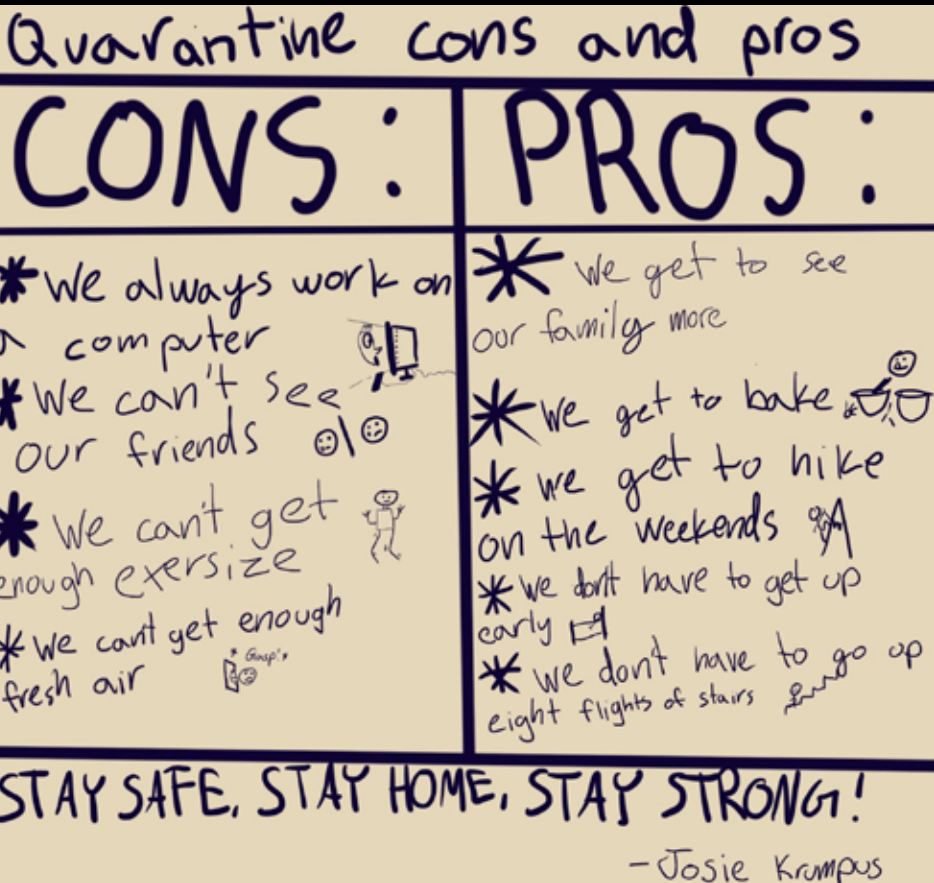 Quarantine cons and pros
CONS:
* We always work on
a computer
* We can't see
our friends
* We can't get
enough exersize
* We can't get enough
fresh air
* Gasp! *
PROS:
* We get to see
our family more
* We get to bake
* We get to hike
on the weekends
* We don't have to get up
early
* We don't have to go up
eight flights of stairs
STAY SAFE, STAY HOME, STAY STRONG!
- Josie Krumpus